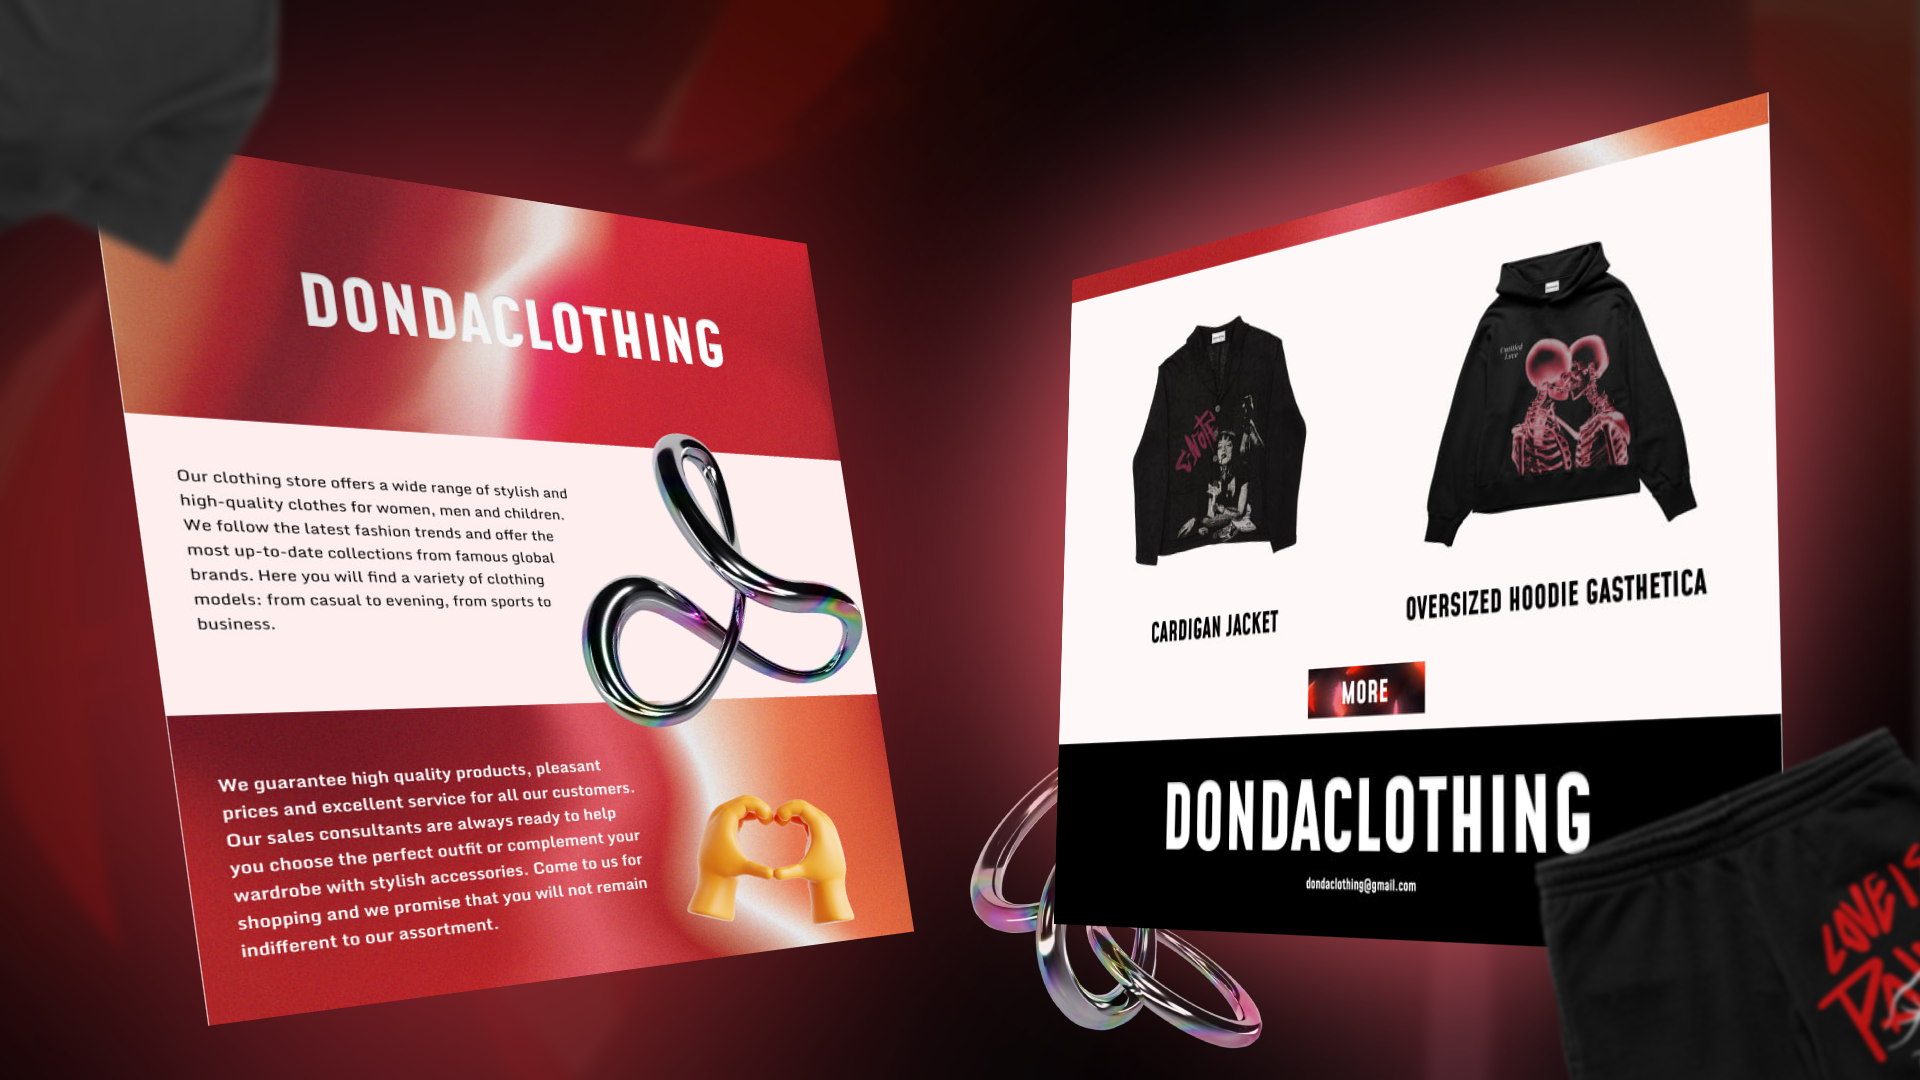 DONDACLOTHING
Our clothing store offers a wide range of stylish and
high-quality clothes for women, men and children.
We follow the latest fashion trends and offer the
most up-to-date collections from famous global
brands. Here you will find a variety of clothing
models: from casual to evening, from sports to
business.
We guarantee high quality products, pleasant
prices and excellent service for all our customers.
Our sales consultants are always ready to help
you choose the perfect outfit or complement your
wardrobe with stylish accessories. Come to us for
shopping and we promise that you will not remain
indifferent to our assortment.
Untitled
Love
CARDIGAN JACKET
OVERSIZED HOODIE GASTHETICA
MORE
DONDACLOTHING
dondaclothing@gmail.com
LOVE IS